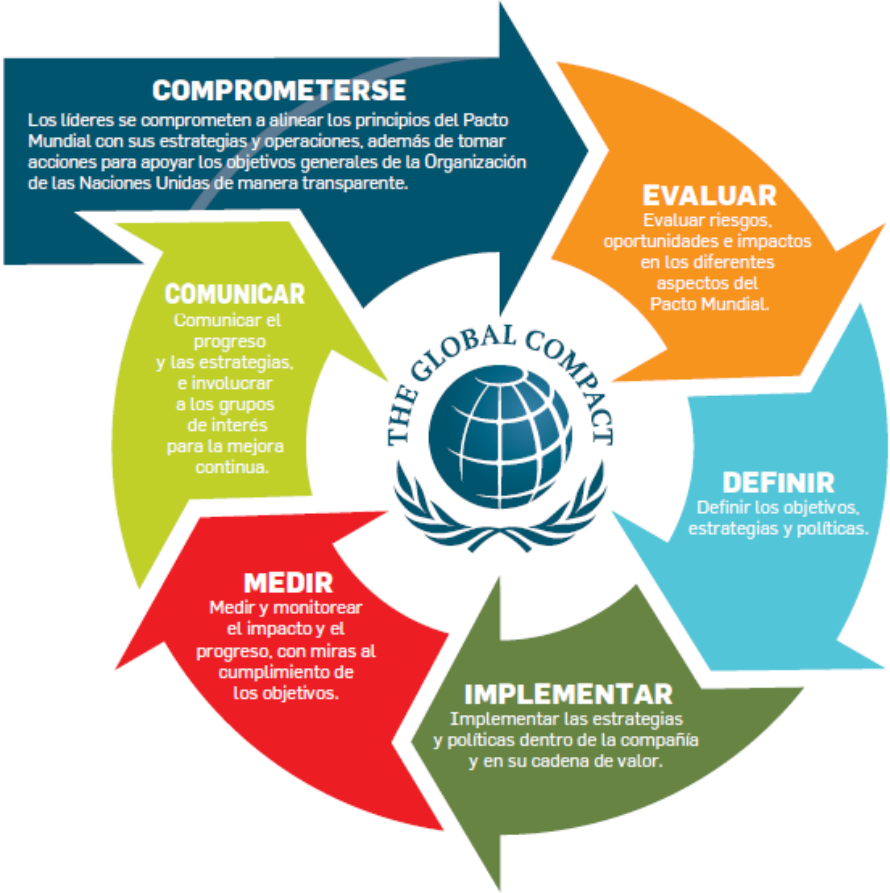 COMPROMETERSE
Los líderes se comprometen a alinear los principios del Pacto
Mundial con sus estrategias y operaciones, además de tomar
acciones para apoyar los objetivos generales de la Organización
de las Naciones Unidas de manera transparente.
EVALUAR
Evaluar riesgos,
oportunidades e impactos
en los diferentes
aspectos del
Pacto Mundial.
DEFINIR
Definir los objetivos,
estrategias y políticas.
IMPLEMENTAR
Implementar las estrategias
y políticas dentro de la compañía
y en su cadena de valor.
MEDIR
Medir y monitorear
el impacto y el
progreso, con miras al
cumplimiento de
los objetivos.
COMUNICAR
Comunicar el
progreso
y las estrategias,
e involucrar
a los grupos
de interés
para la mejora
continua.
THE GLOBAL COMPACT